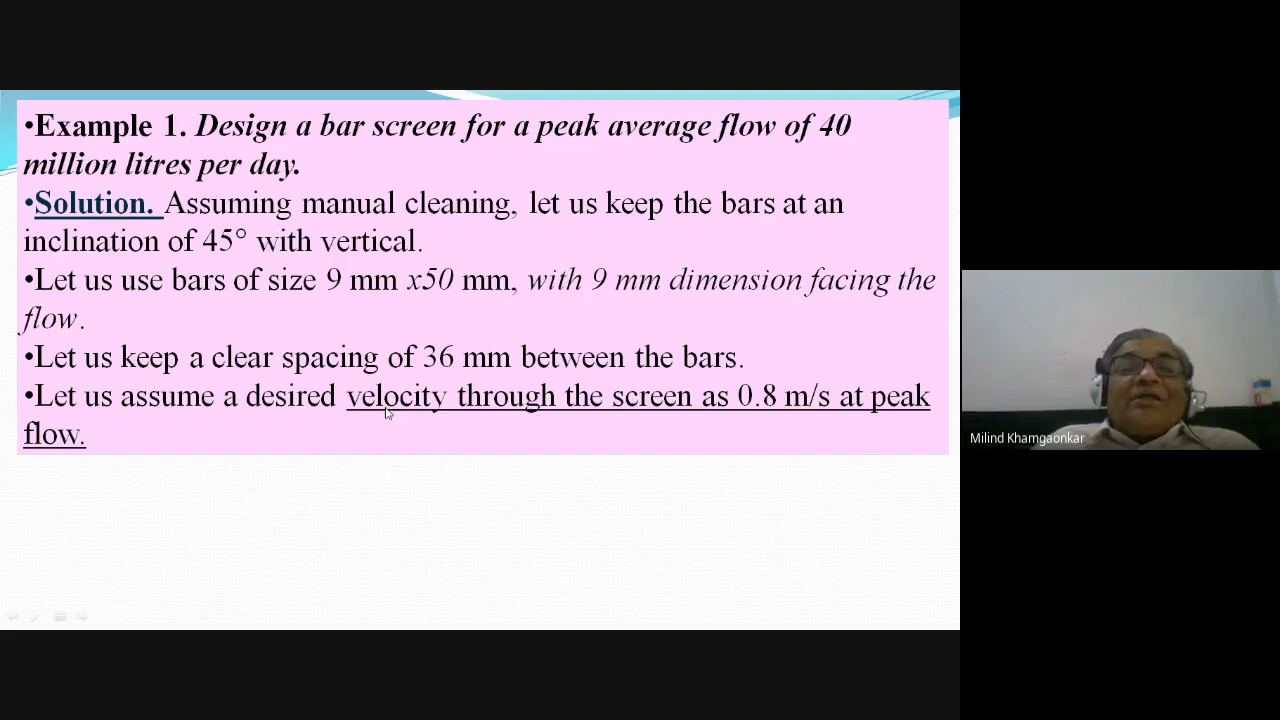 •Example 1. Design a bar screen for a peak average flow of 40
million litres per day.
•Solution. Assuming manual cleaning, let us keep the bars at an
inclination of 45° with vertical.
•Let us use bars of size 9 mm x50 mm, with 9 mm dimension facing the
flow.
•Let us keep a clear spacing of 36 mm between the bars.
•Let us assume a desired velocity through the screen as 0.8 m/s at peak
flow.
Milind Khamgaonkar